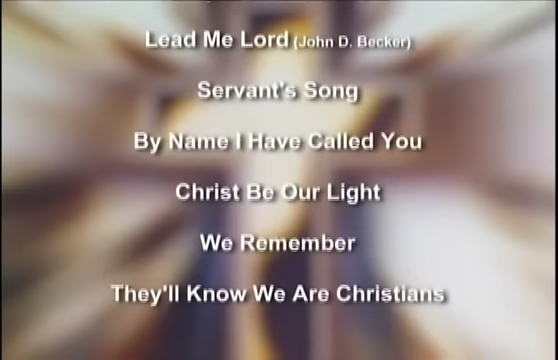 Lead Me Lord (John D. Becker)
Servant's Song
By Name I Have Called You
Christ Be Our Light
We Remember
They'll Know We Are Christians